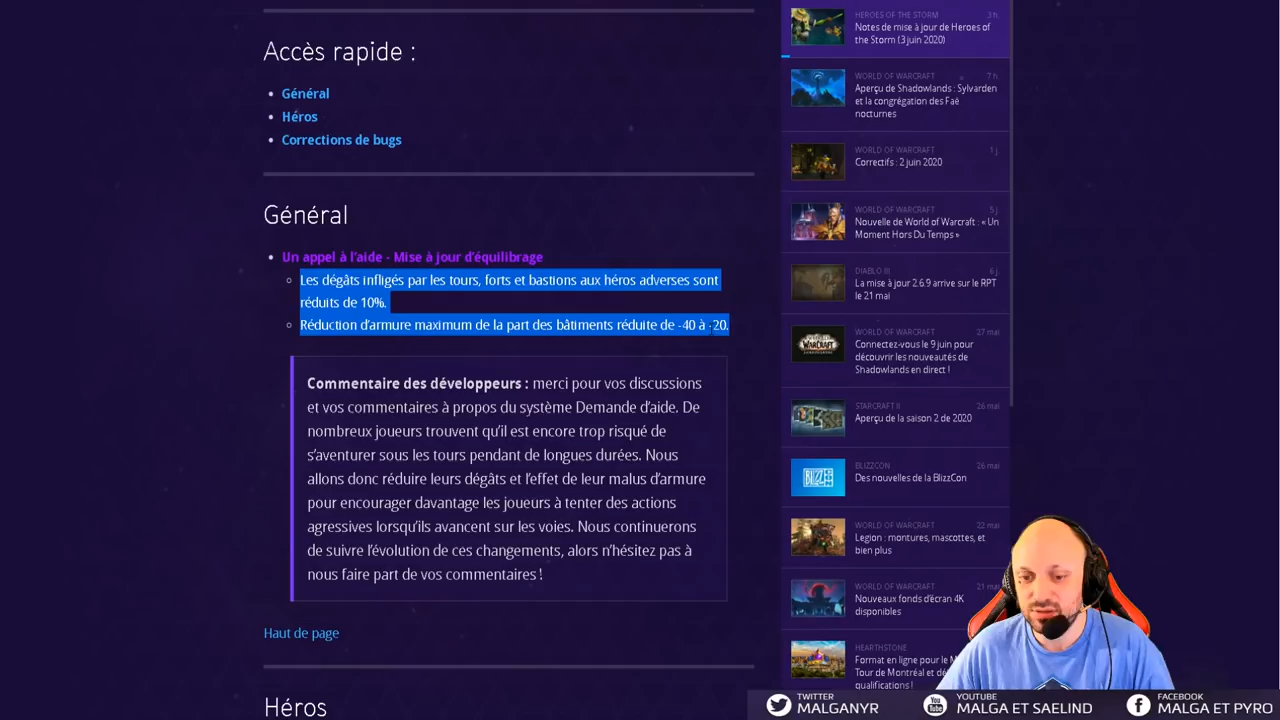 Accès rapide :
Général
Héros
Corrections de bugs
Général
Un appel à l'aide - Mise à jour d'équilibrage
Les dégâts infligés par les tours, forts et bastions aux héros adverses sont
réduits de 10%.
Réduction d'armure maximum de la part des bâtiments réduite de -40 à -20.
Commentaire des développeurs : merci pour vos discussions
et vos commentaires à propos du système Demande d'aide. De
nombreux joueurs trouvent qu'il est encore trop risqué de
s'aventurer sous les tours pendant de longues durées. Nous
allons donc réduire leurs dégâts et l'effet de leur malus d'armure
pour encourager davantage les joueurs à tenter des actions
agressives lorsqu'ils avancent sur les voies. Nous continuerons
de suivre l'évolution de ces changements, alors n'hésitez pas à
nous faire part de vos commentaires !
Haut de page
Héros
HEROES OF THE STORM 3 h.
Notes de mise à jour de Heroes of
the Storm (3 juin 2020)
WORLD OF WARCRAFT 7 h.
Aperçu de Shadowlands : Sylvarden
et la congrégation des Faë
nocturnes
WORLD OF WARCRAFT 1 j.
Correctifs : 2 juin 2020
WORLD OF WARCRAFT 5 j.
Nouvelle de World of Warcraft : « Un
Moment Hors Du Temps »
DIABLO III 6 j.
La mise à jour 2.6.9 arrive sur le RPT
le 21 mai
WORLD OF WARCRAFT 27 mai
Connectez-vous le 9 juin pour
découvrir les nouveautés de
Shadowlands en direct !
STARCRAFT II 26 mai
Aperçu de la saison 2 de 2020
BLIZZCON 26 mai
Des nouvelles de la BlizzCon
WORLD OF WARCRAFT 22 mai
Legion : montures, mascottes, et
bien plus
WORLD OF WARCRAFT 21 mai
Nouveaux fonds d'écran 4K
disponibles
HEARTHSTONE
Format en ligne pour le
Tour de Montréal et
qualifications !
TWITTER
MALGANYR
YOUTUBE
MALGA ET SAELIND
FACEBOOK
MALGA ET PYRO